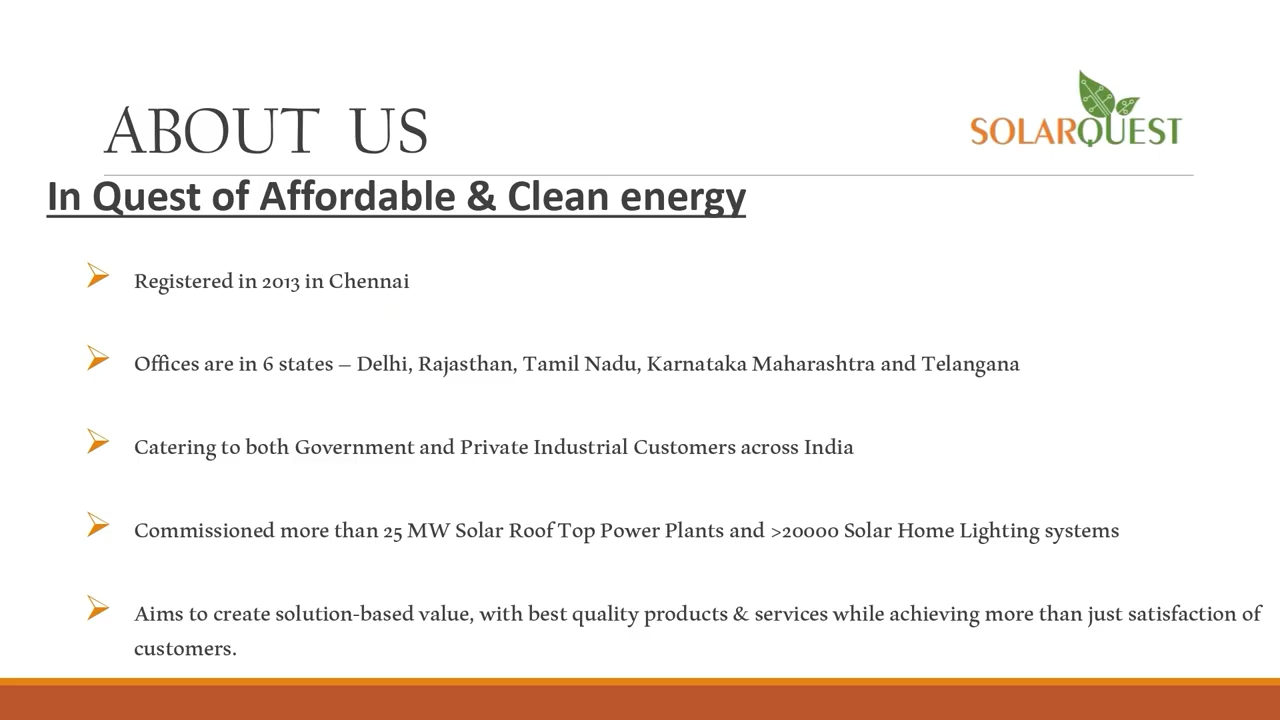 ABOUT US
SOLARQUEST
In Quest of Affordable & Clean energy
Registered in 2013 in Chennai
Offices are in 6 states – Delhi, Rajasthan, Tamil Nadu, Karnataka Maharashtra and Telangana
Catering to both Government and Private Industrial Customers across India
Commissioned more than 25 MW Solar Roof Top Power Plants and >20000 Solar Home Lighting systems
Aims to create solution-based value, with best quality products & services while achieving more than just satisfaction of
customers.